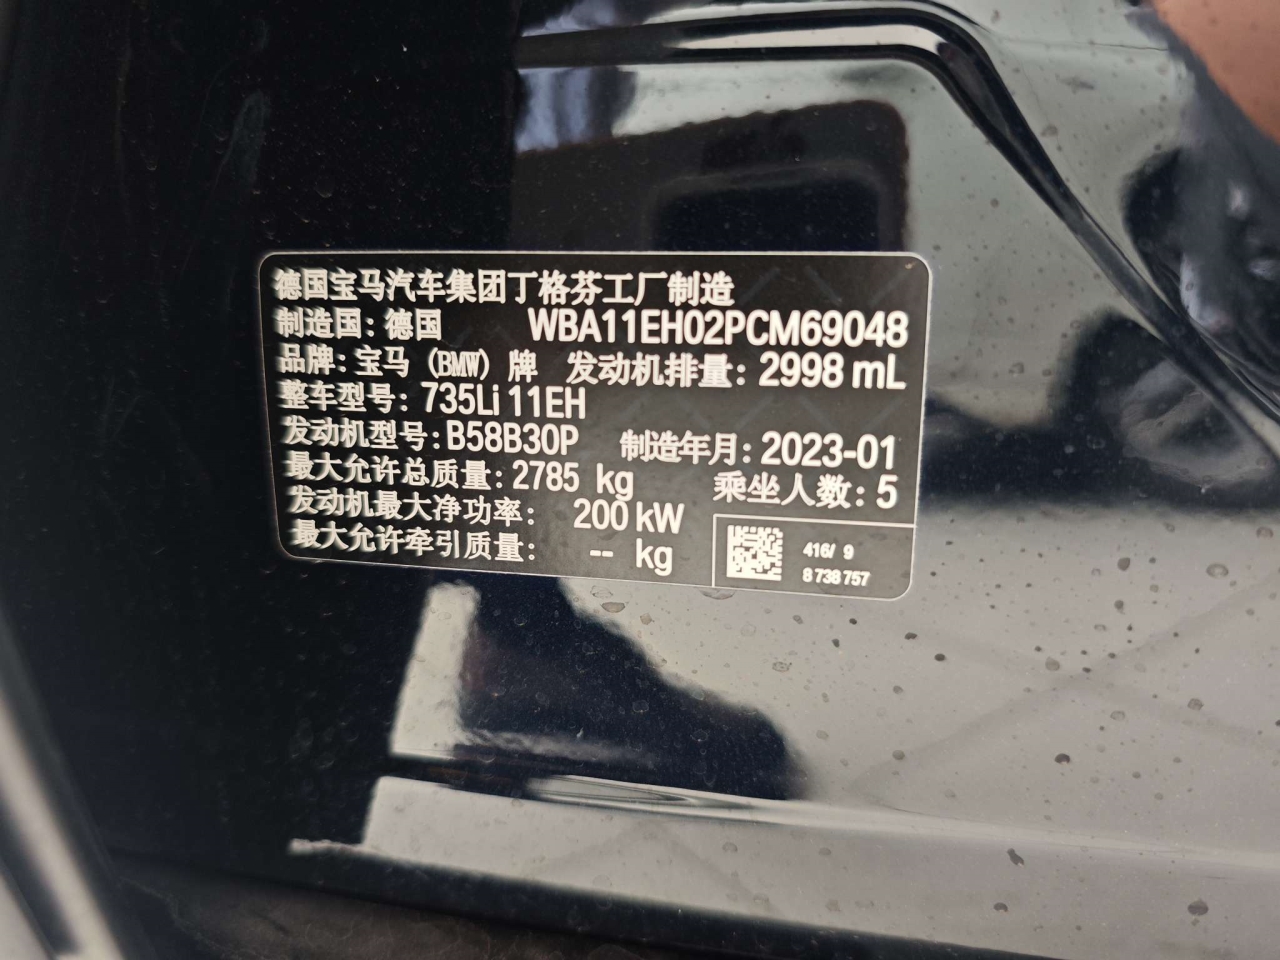 德国宝马汽车集团丁格芬工厂制造
制造国：德国 WBA11EH02PCM69048
品牌：宝马 (BMW) 牌 发动机排量：2998 mL
整车型号：735Li 11EH
发动机型号：B58B30P 制造年月：2023-01
最大允许总质量：2785 kg 乘坐人数：5
发动机最大净功率： 200 kW
最大允许牵引质量： -- kg
416/ 9
8 738 757